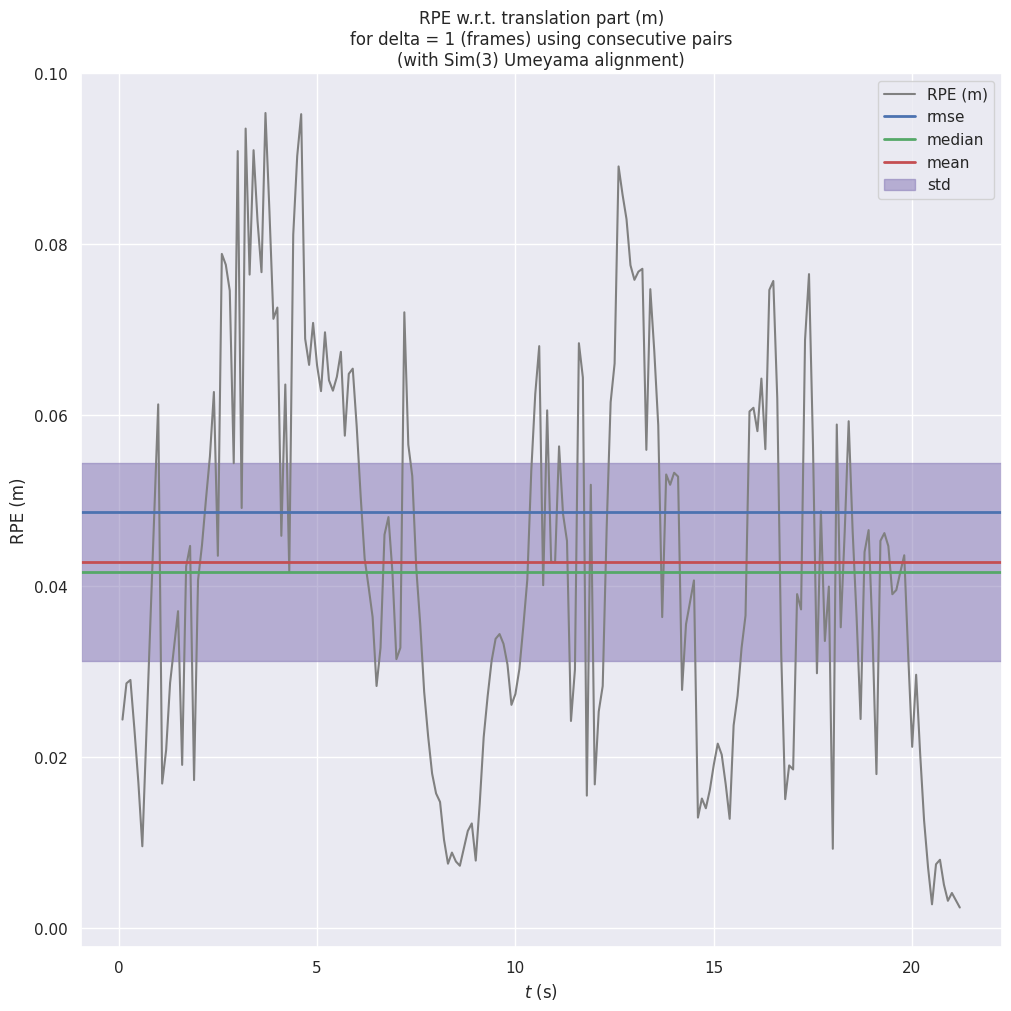 RPE w.r.t. translation part (m)
for delta = 1 (frames) using consecutive pairs
(with Sim(3) Umeyama alignment)
RPE (m)
rmse
median
mean
std
0.10
0.08
0.06
0.04
0.02
0.00
RPE (m)
0
5
10
15
20
t (s)